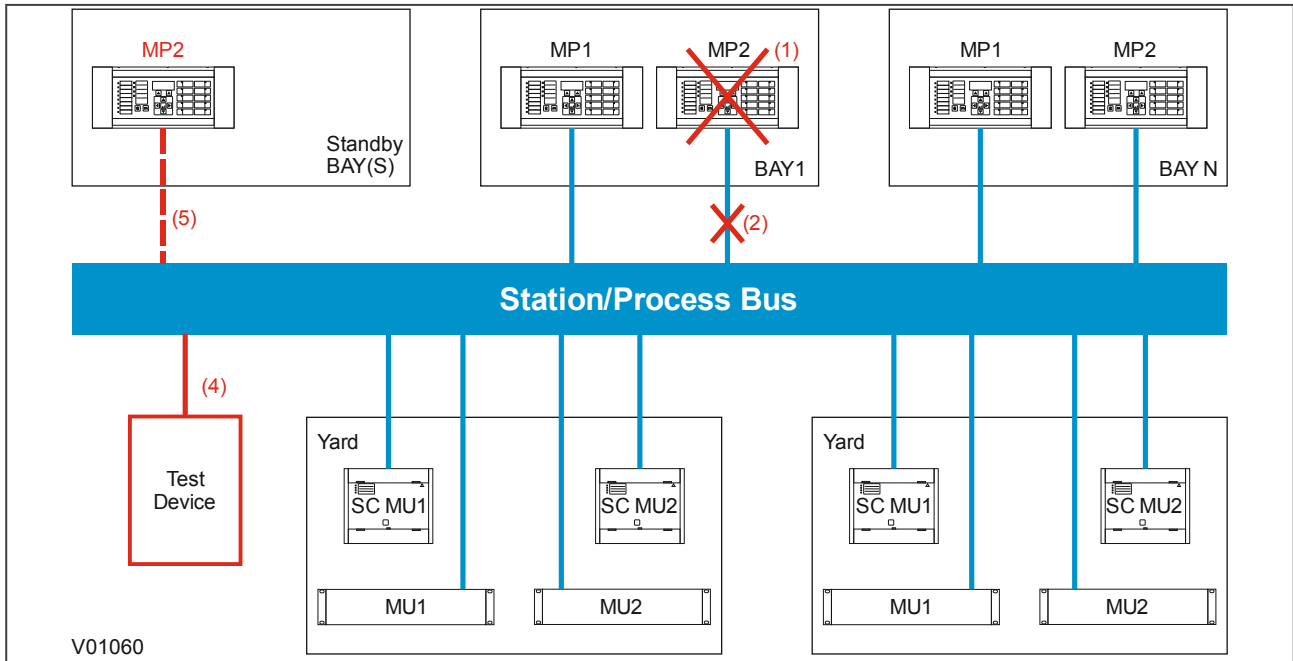 MP2
Standby
BAY(S)
MP1
MP2
(1)
BAY1
MP1
MP2
BAY N
(5)
(2)
Station/Process Bus
(4)
Test
Device
Yard
SC MU1
SC MU2
MU1
MU2
Yard
SC MU1
SC MU2
MU1
MU2
V01060